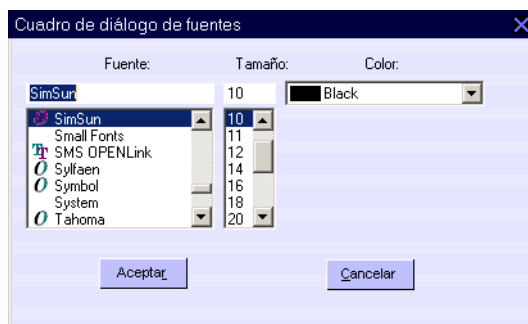 Cuadro de diálogo de fuentes
Fuente: Tamaño: Color:
SimSun 10 Black
SimSun 10
Small Fonts 11
SMS OPENLink 12
Sylfaen 14
Symbol 16
System 18
Tahoma 20
Aceptar Cancelar